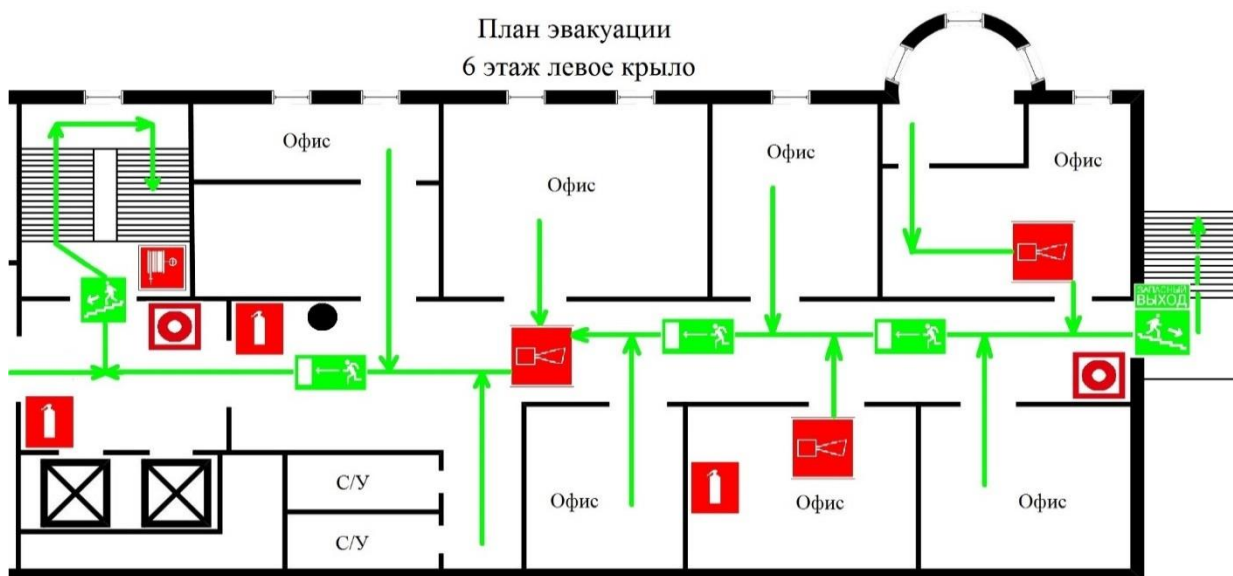 План эвакуации
6 этаж левое крыло
Офис
Офис
Офис
Офис
ЗАПАСНЫЙ
ВЫХОД
С/У
Офис
Офис
Офис
С/У